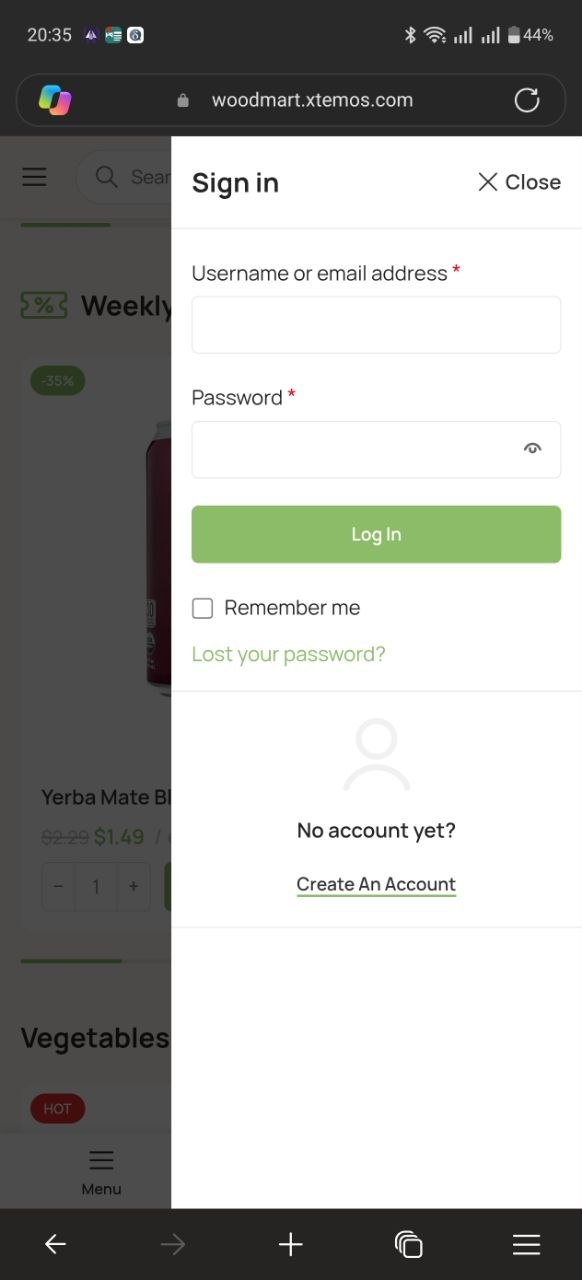 20:35
44%
woodmart.xtemos.com
Sign in
Close
Username or email address *
Weekly
-35%
Password *
Log In
Remember me
Lost your password?
Yerba Mate Bl
$2.29 $1.49 /
- 1 +
No account yet?
Create An Account
Vegetables
HOT
Menu